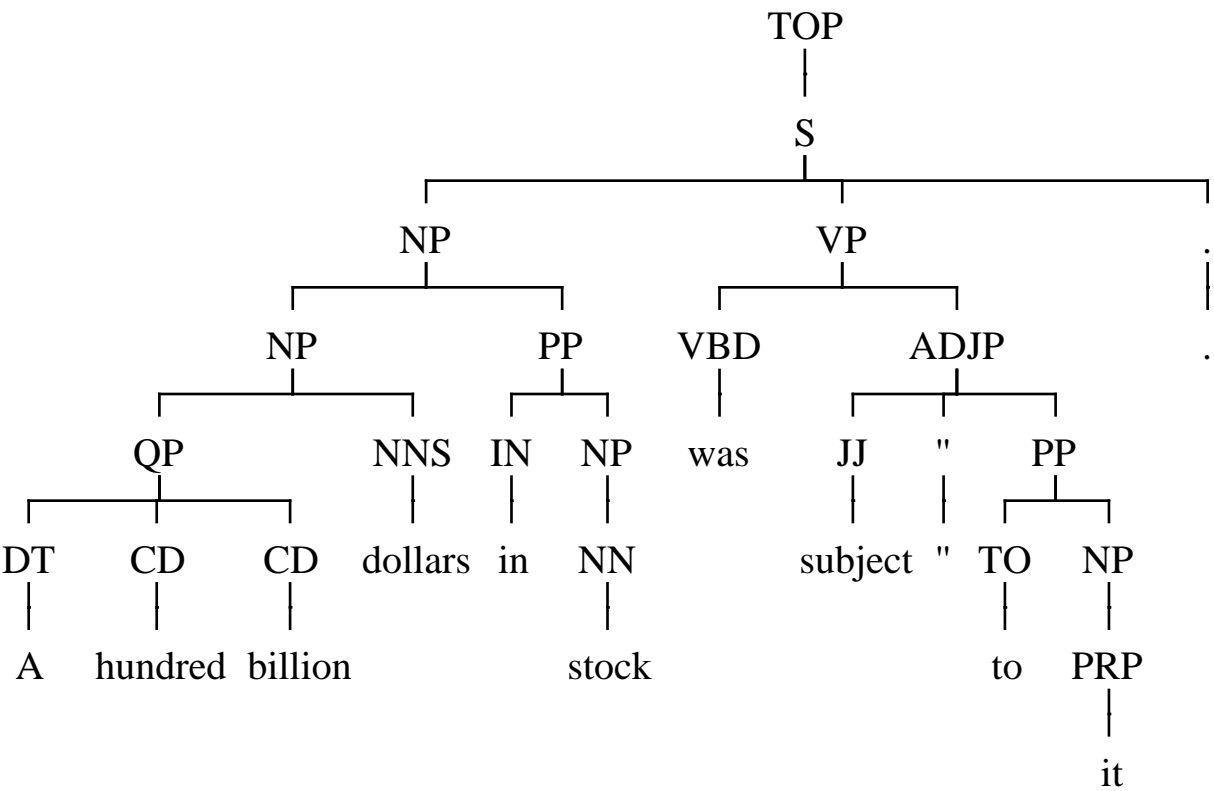 TOP
S
NP VP .
NP PP VBD ADJP .
QP NNS IN NP was JJ " PP
DT CD CD dollars in NN subject " TO NP
A hundred billion stock to PRP
it